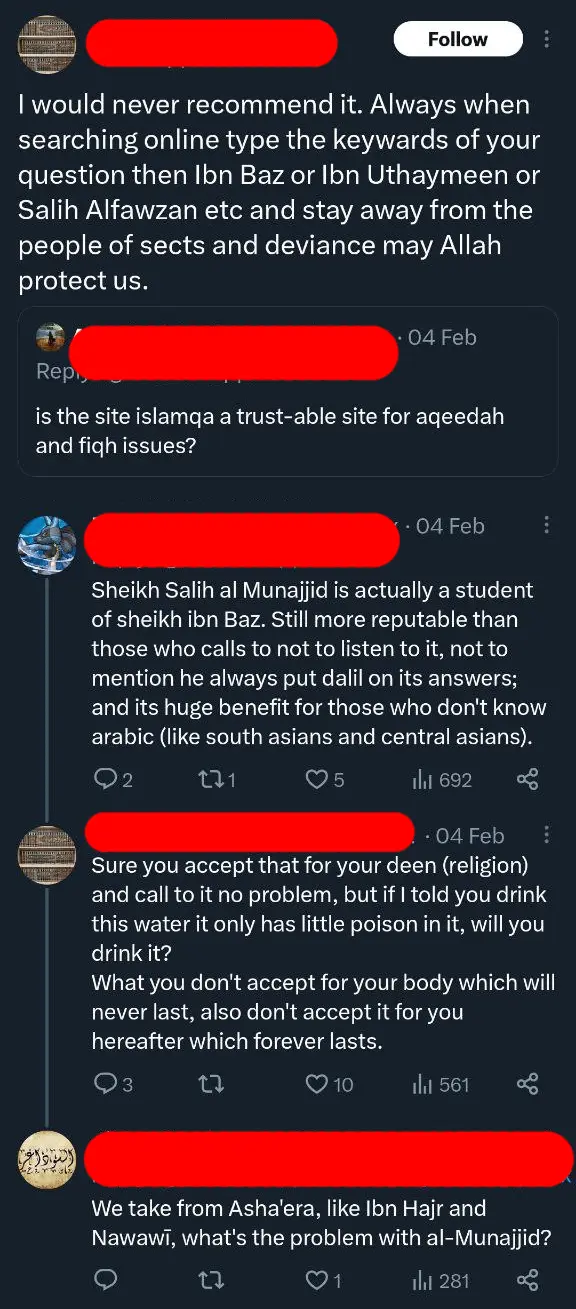 Follow
I would never recommend it. Always when
searching online type the keywards of your
question then Ibn Baz or Ibn Uthaymeen or
Salih Alfawzan etc and stay away from the
people of sects and deviance may Allah
protect us.
· 04 Feb
is the site islamqa a trust-able site for aqeedah
and fiqh issues?
· 04 Feb
Sheikh Salih al Munajjid is actually a student
of sheikh ibn Baz. Still more reputable than
those who calls to not to listen to it, not to
mention he always put dalil on its answers;
and its huge benefit for those who don't know
arabic (like south asians and central asians).
2 1 5 692
· 04 Feb
Sure you accept that for your deen (religion)
and call to it no problem, but if I told you drink
this water it only has little poison in it, will you
drink it?
What you don't accept for your body which will
never last, also don't accept it for you
hereafter which forever lasts.
3 10 561
We take from Asha'era, like Ibn Hajr and
Nawawī, what's the problem with al-Munajjid?
1 281